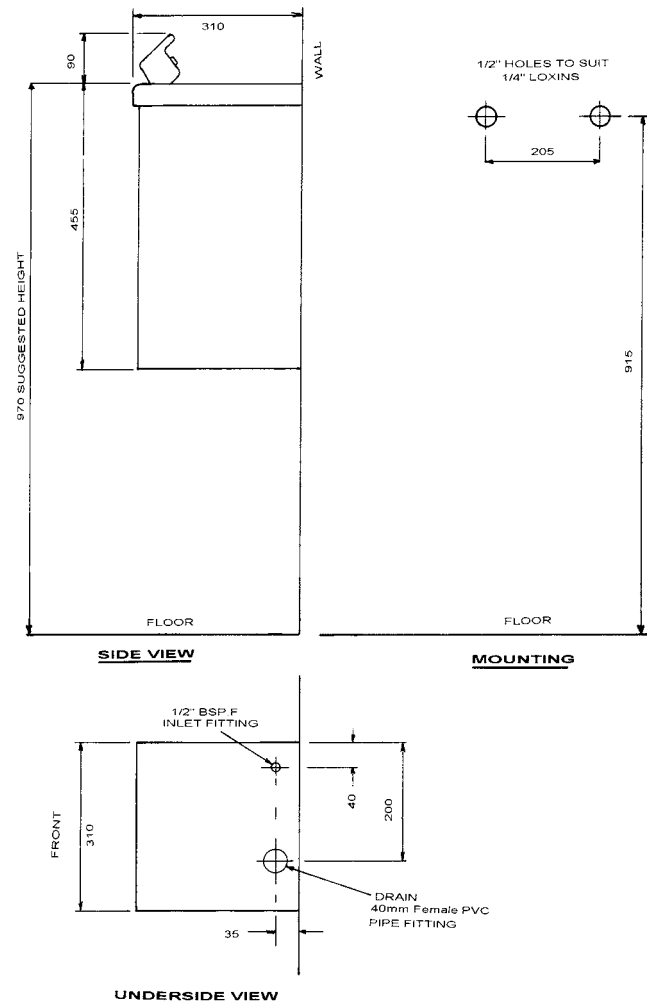 310
90
WALL
1/2" HOLES TO SUIT
1/4" LOXINS
205
455
970 SUGGESTED HEIGHT
915
FLOOR
FLOOR
SIDE VIEW
MOUNTING
1/2" BSP F
INLET FITTING
FRONT
310
40
200
DRAIN
40mm Female PVC
PIPE FITTING
35
UNDERSIDE VIEW